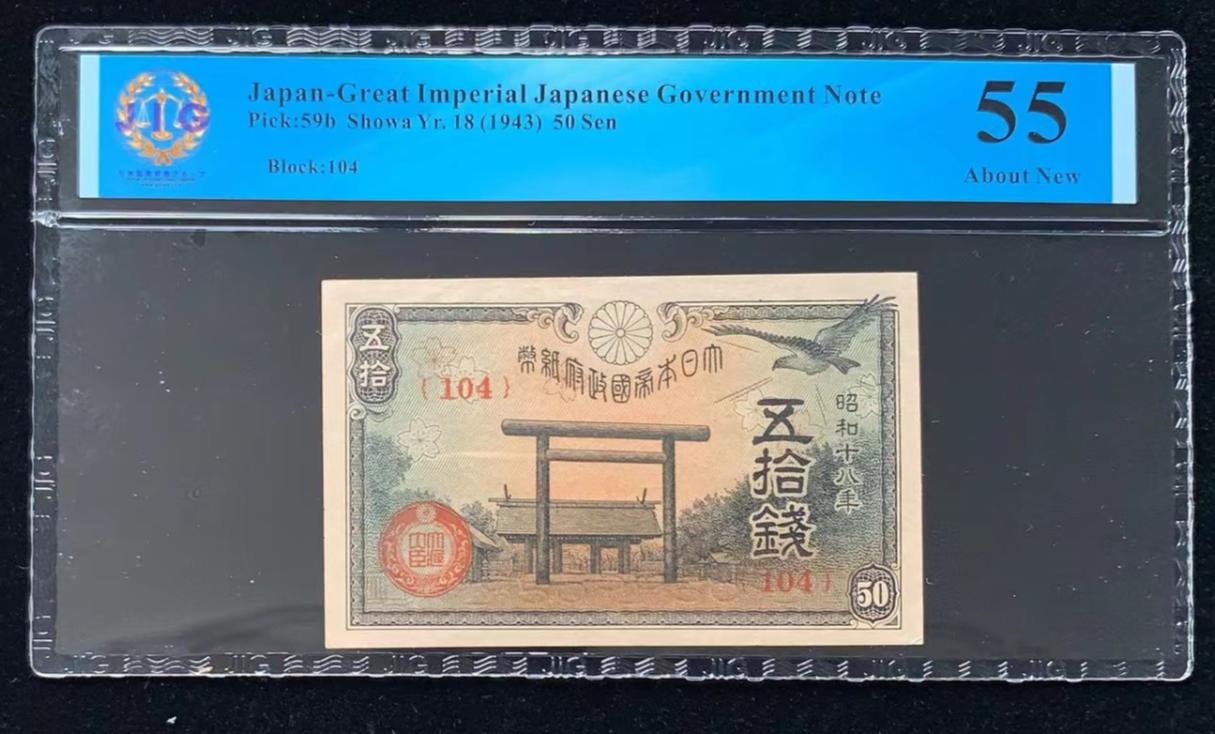 Japan-Great Imperial Japanese Government Note
Pick:59b Showa Yr. 18 (1943) 50 Sen
Block:104
55
About New
JIG
五拾
大日本帝國政府紙幣
{104}
昭和十八年
五拾錢
{104}
50